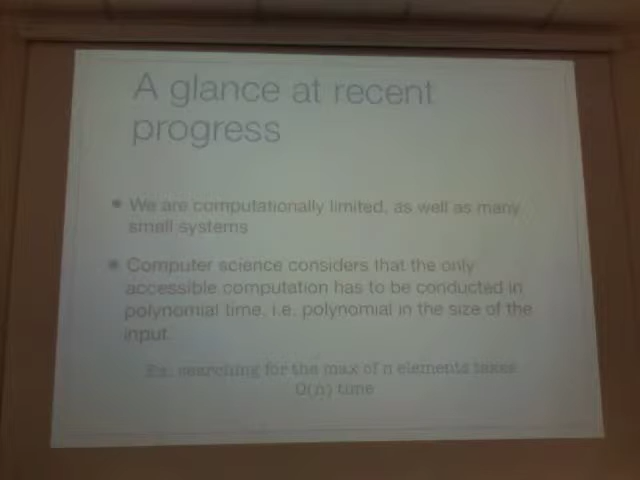 A glance at recent
progress
• We are computationally limited, as well as many
small systems
• Computer science considers that the only
accessible computation has to be conducted in
polynomial time, i.e. polynomial in the size of the
input.
Ex. searching for the max of n elements takes
O(n) time